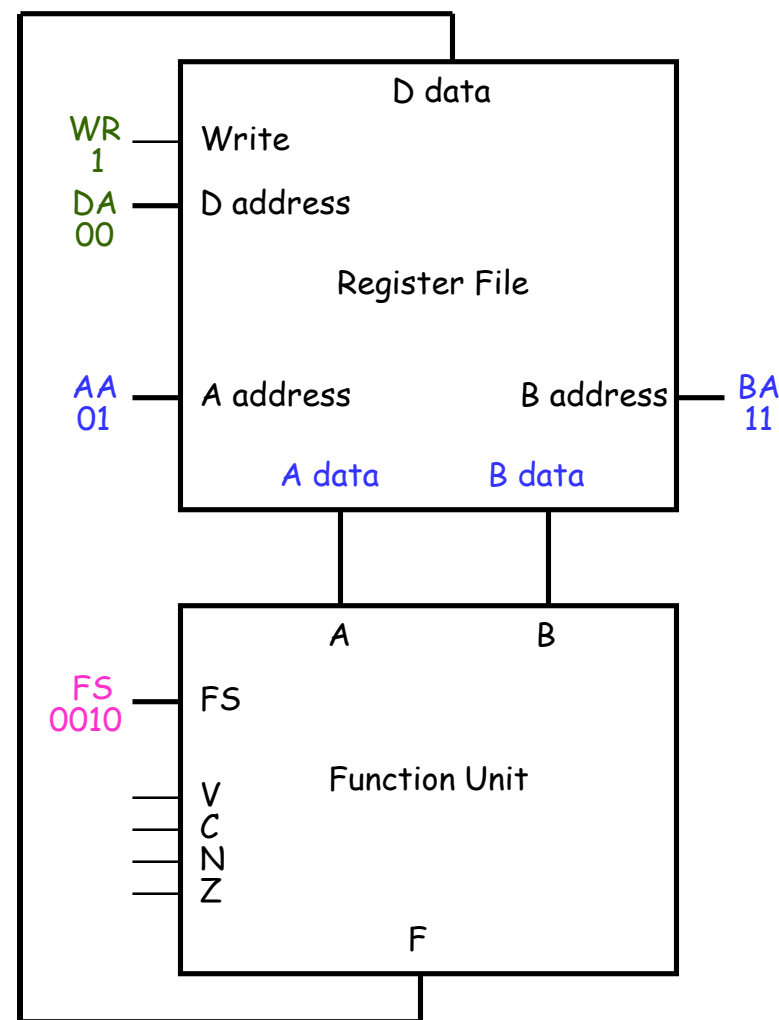 D data
WR
1
Write
DA
00
D address
Register File
AA
01
A address
B address
BA
11
A data
B data
A
B
FS
0010
FS
Function Unit
V
C
N
Z
F